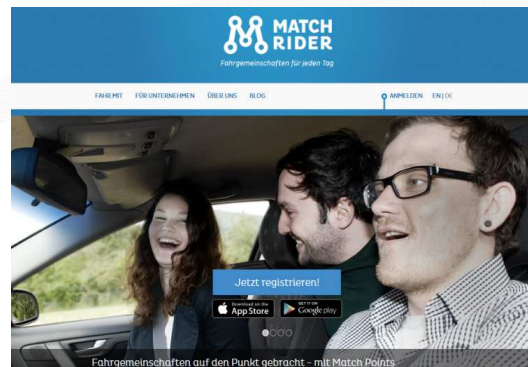 MATCH
RIDER
Fahrgemeinschaften für jeden Tag
FAHR MIT FÜR UNTERNEHMEN ÜBER UNS BLOG ANMELDEN EN | DE
Jetzt registrieren!
Download on the
App Store
GET IT ON
Google play
Fahrgemeinschaften auf den Punkt gebracht - mit Match Points